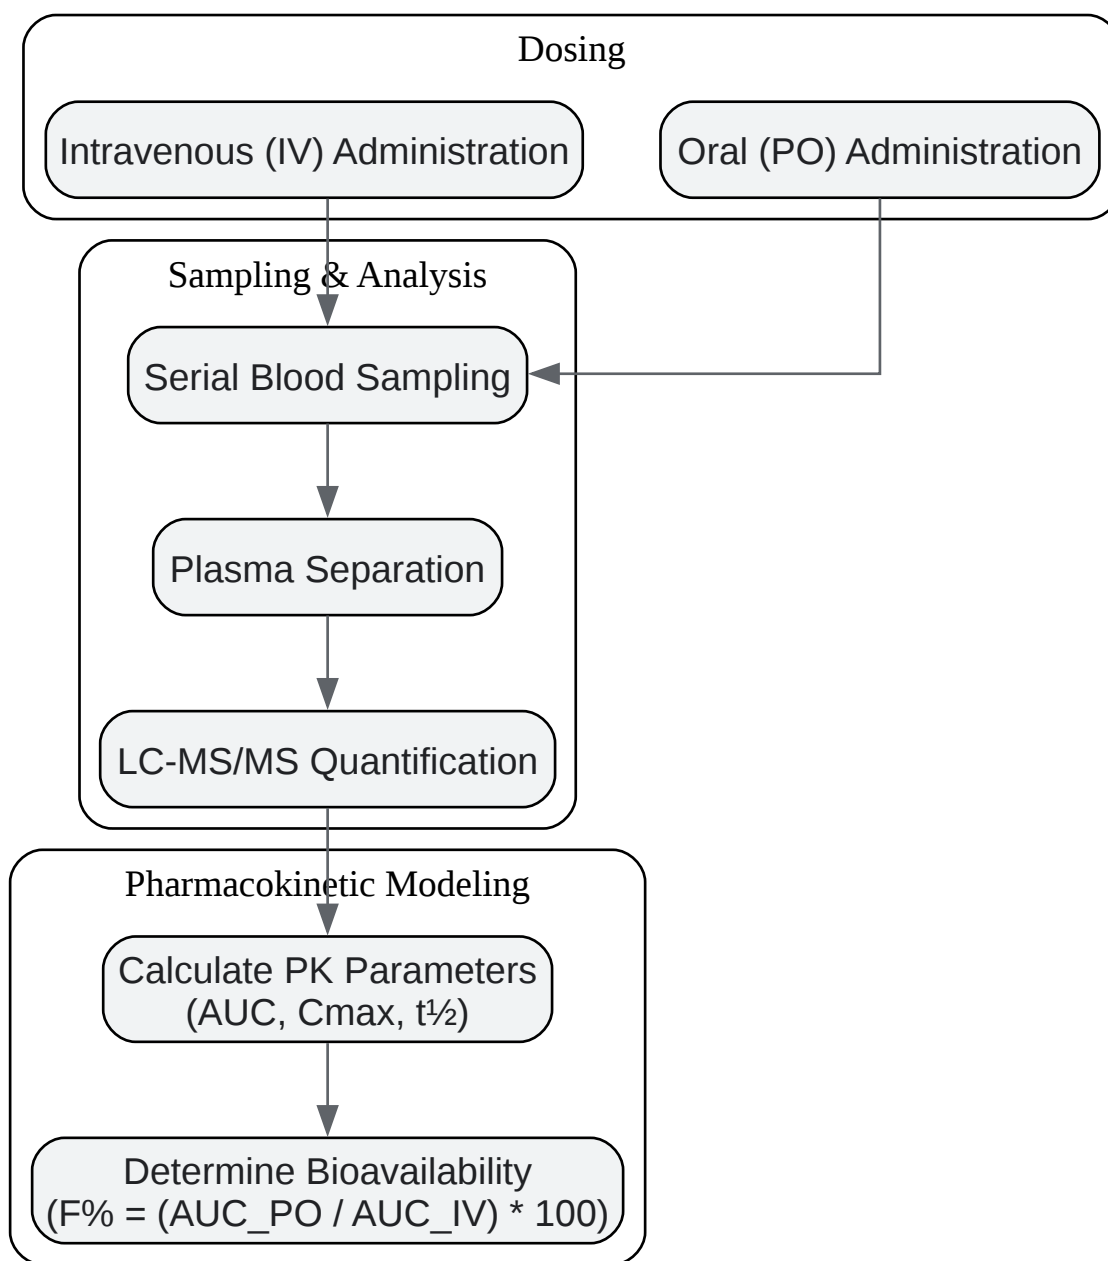 Dosing
Intravenous (IV) Administration
Oral (PO) Administration
Sampling & Analysis
Serial Blood Sampling
Plasma Separation
LC-MS/MS Quantification
Pharmacokinetic Modeling
Calculate PK Parameters
(AUC, Cmax, t½)
Determine Bioavailability
(F% = (AUC_PO / AUC_IV) * 100)